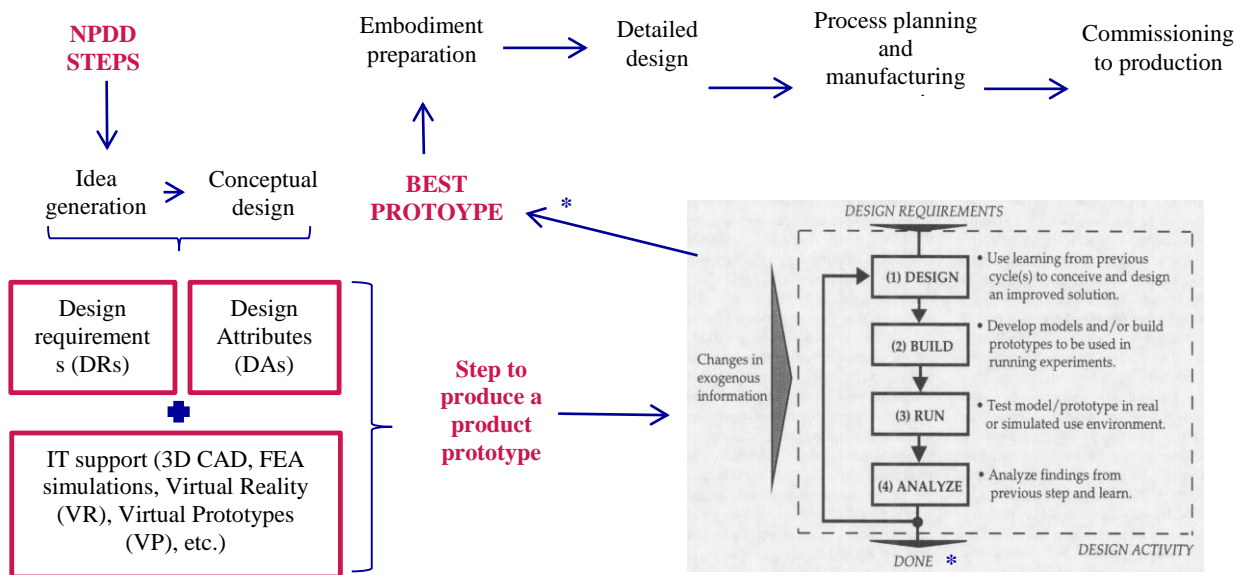 NPDD
STEPS
Idea
generation
Conceptual
design
Embodiment
preparation
Detailed
design
Process planning
and
manufacturing
Commissioning
to production
BEST
PROTOYPE
*
Design
requirement
s (DRs)
Design
Attributes
(DAs)
IT support (3D CAD, FEA
simulations, Virtual Reality
(VR), Virtual Prototypes
(VP), etc.)
Step to
produce a
product
prototype
DESIGN REQUIREMENTS
Changes in
exogenous
information
(1) DESIGN
• Use learning from previous
cycle(s) to conceive and design
an improved solution.
(2) BUILD
• Develop models and/or build
prototypes to be used in
running experiments.
(3) RUN
• Test model/prototype in real
or simulated use environment.
(4) ANALYZE
• Analyze findings from
previous step and learn.
DESIGN ACTIVITY
DONE *